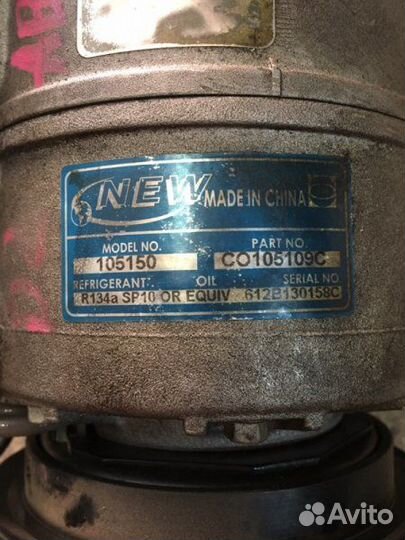 NEW MADE IN CHINA
MODEL NO. PART NO.
105150 CO105109C
REFRIGERANT OIL SERIAL NO.
R134a SP10 OR EQUIV 612B130158C
Avito